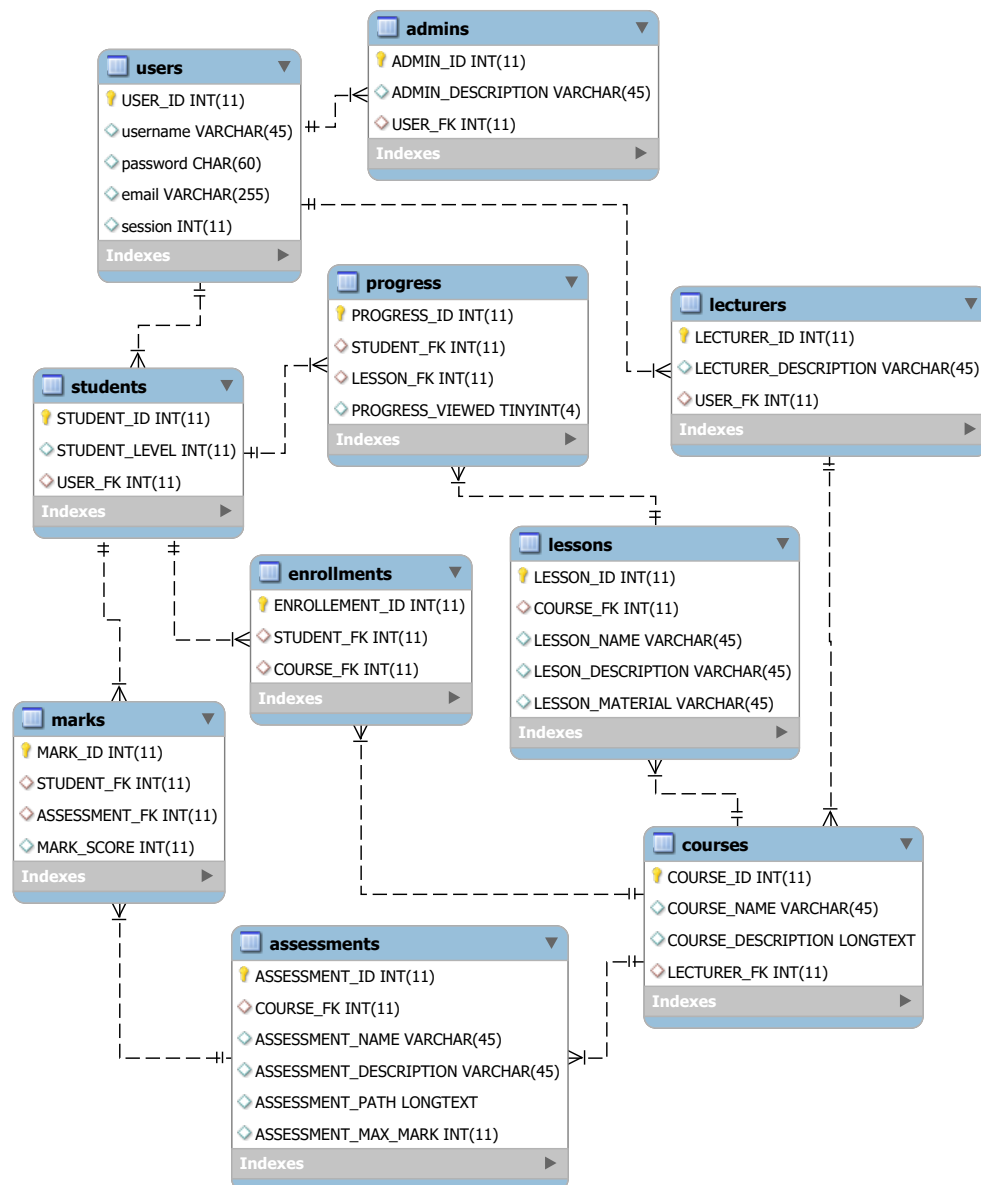 admins
ADMIN_ID INT(11)
ADMIN_DESCRIPTION VARCHAR(45)
USER_FK INT(11)
Indexes
users
USER_ID INT(11)
username VARCHAR(45)
password CHAR(60)
email VARCHAR(255)
session INT(11)
Indexes
progress
PROGRESS_ID INT(11)
STUDENT_FK INT(11)
LESSON_FK INT(11)
PROGRESS_VIEWED TINYINT(4)
Indexes
lecturers
LECTURER_ID INT(11)
LECTURER_DESCRIPTION VARCHAR(45)
USER_FK INT(11)
Indexes
students
STUDENT_ID INT(11)
STUDENT_LEVEL INT(11)
USER_FK INT(11)
Indexes
enrollments
ENROLLEMENT_ID INT(11)
STUDENT_FK INT(11)
COURSE_FK INT(11)
Indexes
lessons
LESSON_ID INT(11)
COURSE_FK INT(11)
LESSON_NAME VARCHAR(45)
LESON_DESCRIPTION VARCHAR(45)
LESSON_MATERIAL VARCHAR(45)
Indexes
marks
MARK_ID INT(11)
STUDENT_FK INT(11)
ASSESSMENT_FK INT(11)
MARK_SCORE INT(11)
Indexes
courses
COURSE_ID INT(11)
COURSE_NAME VARCHAR(45)
COURSE_DESCRIPTION LONGTEXT
LECTURER_FK INT(11)
Indexes
assessments
ASSESSMENT_ID INT(11)
COURSE_FK INT(11)
ASSESSMENT_NAME VARCHAR(45)
ASSESSMENT_DESCRIPTION VARCHAR(45)
ASSESSMENT_PATH LONGTEXT
ASSESSMENT_MAX_MARK INT(11)
Indexes